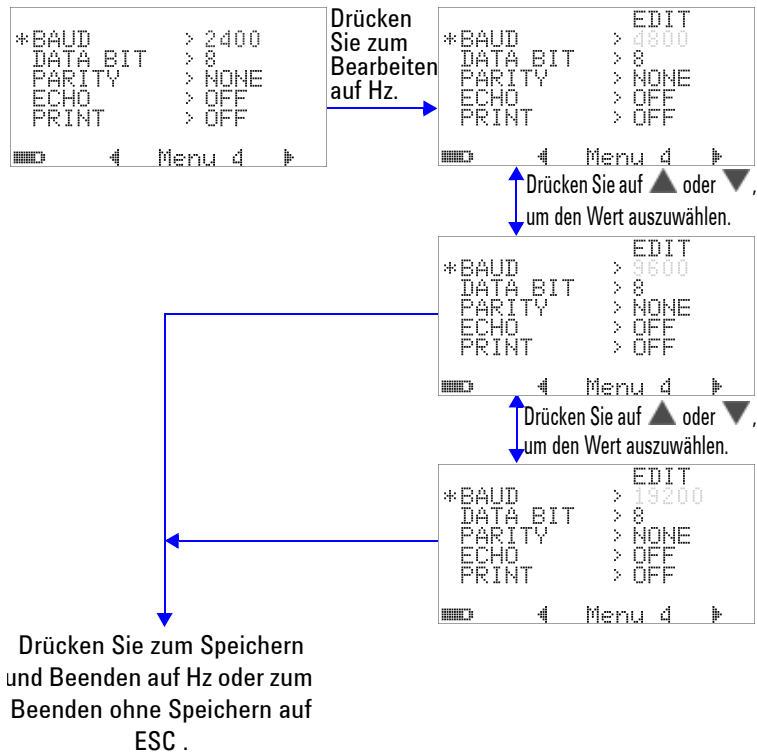 *BAUD > 2400
DATA BIT > 8
PARITY > NONE
ECHO > OFF
PRINT > OFF
Menu 4
Drücken
Sie zum
Bearbeiten
auf Hz.
EDIT
*BAUD > 4800
DATA BIT > 8
PARITY > NONE
ECHO > OFF
PRINT > OFF
Menu 4
Drücken Sie auf ▲ oder ▼,
um den Wert auszuwählen.
EDIT
*BAUD > 9600
DATA BIT > 8
PARITY > NONE
ECHO > OFF
PRINT > OFF
Menu 4
Drücken Sie auf ▲ oder ▼,
um den Wert auszuwählen.
EDIT
*BAUD > 19200
DATA BIT > 8
PARITY > NONE
ECHO > OFF
PRINT > OFF
Menu 4
Drücken Sie zum Speichern
und Beenden auf Hz oder zum
Beenden ohne Speichern auf
ESC .